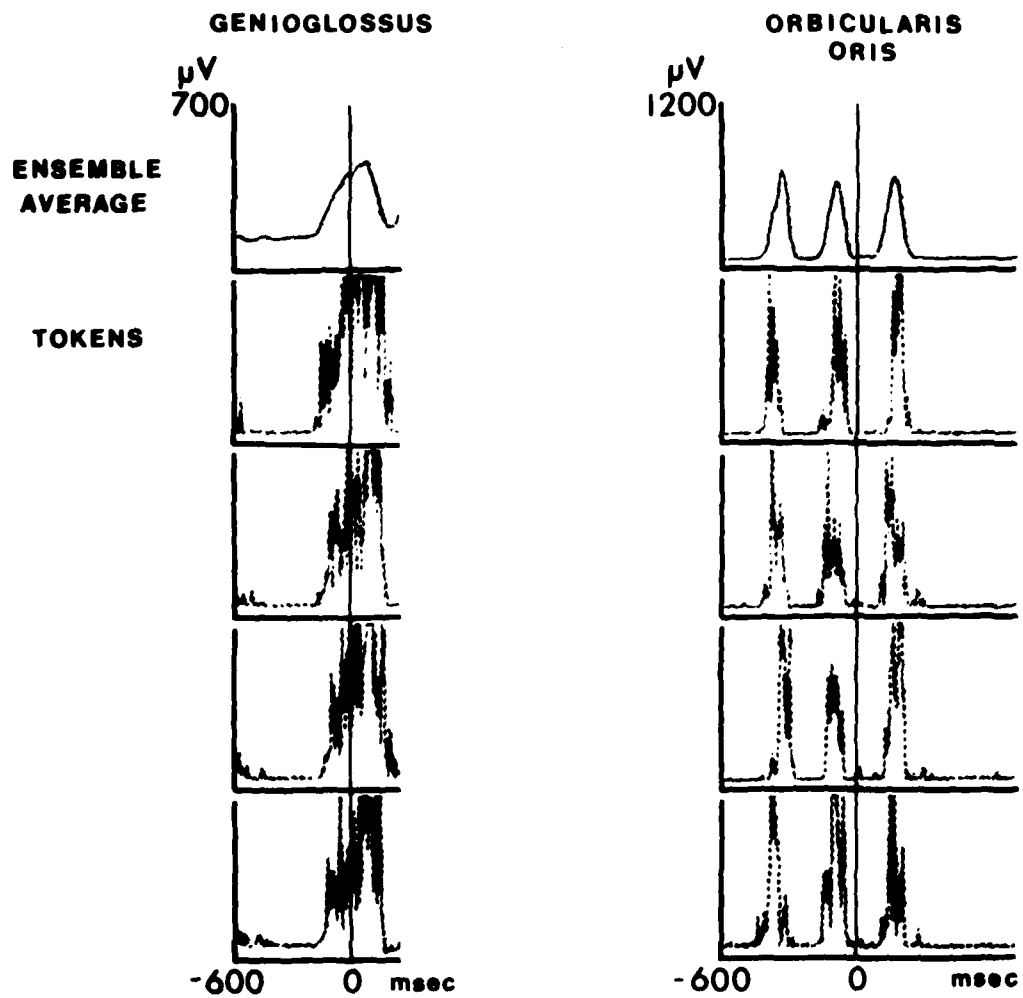 GENIOGLOSSUS
ORBICULARIS
ORIS
µV
700
µV
1200
ENSEMBLE
AVERAGE
TOKENS
-600 0 msec
-600 0 msec